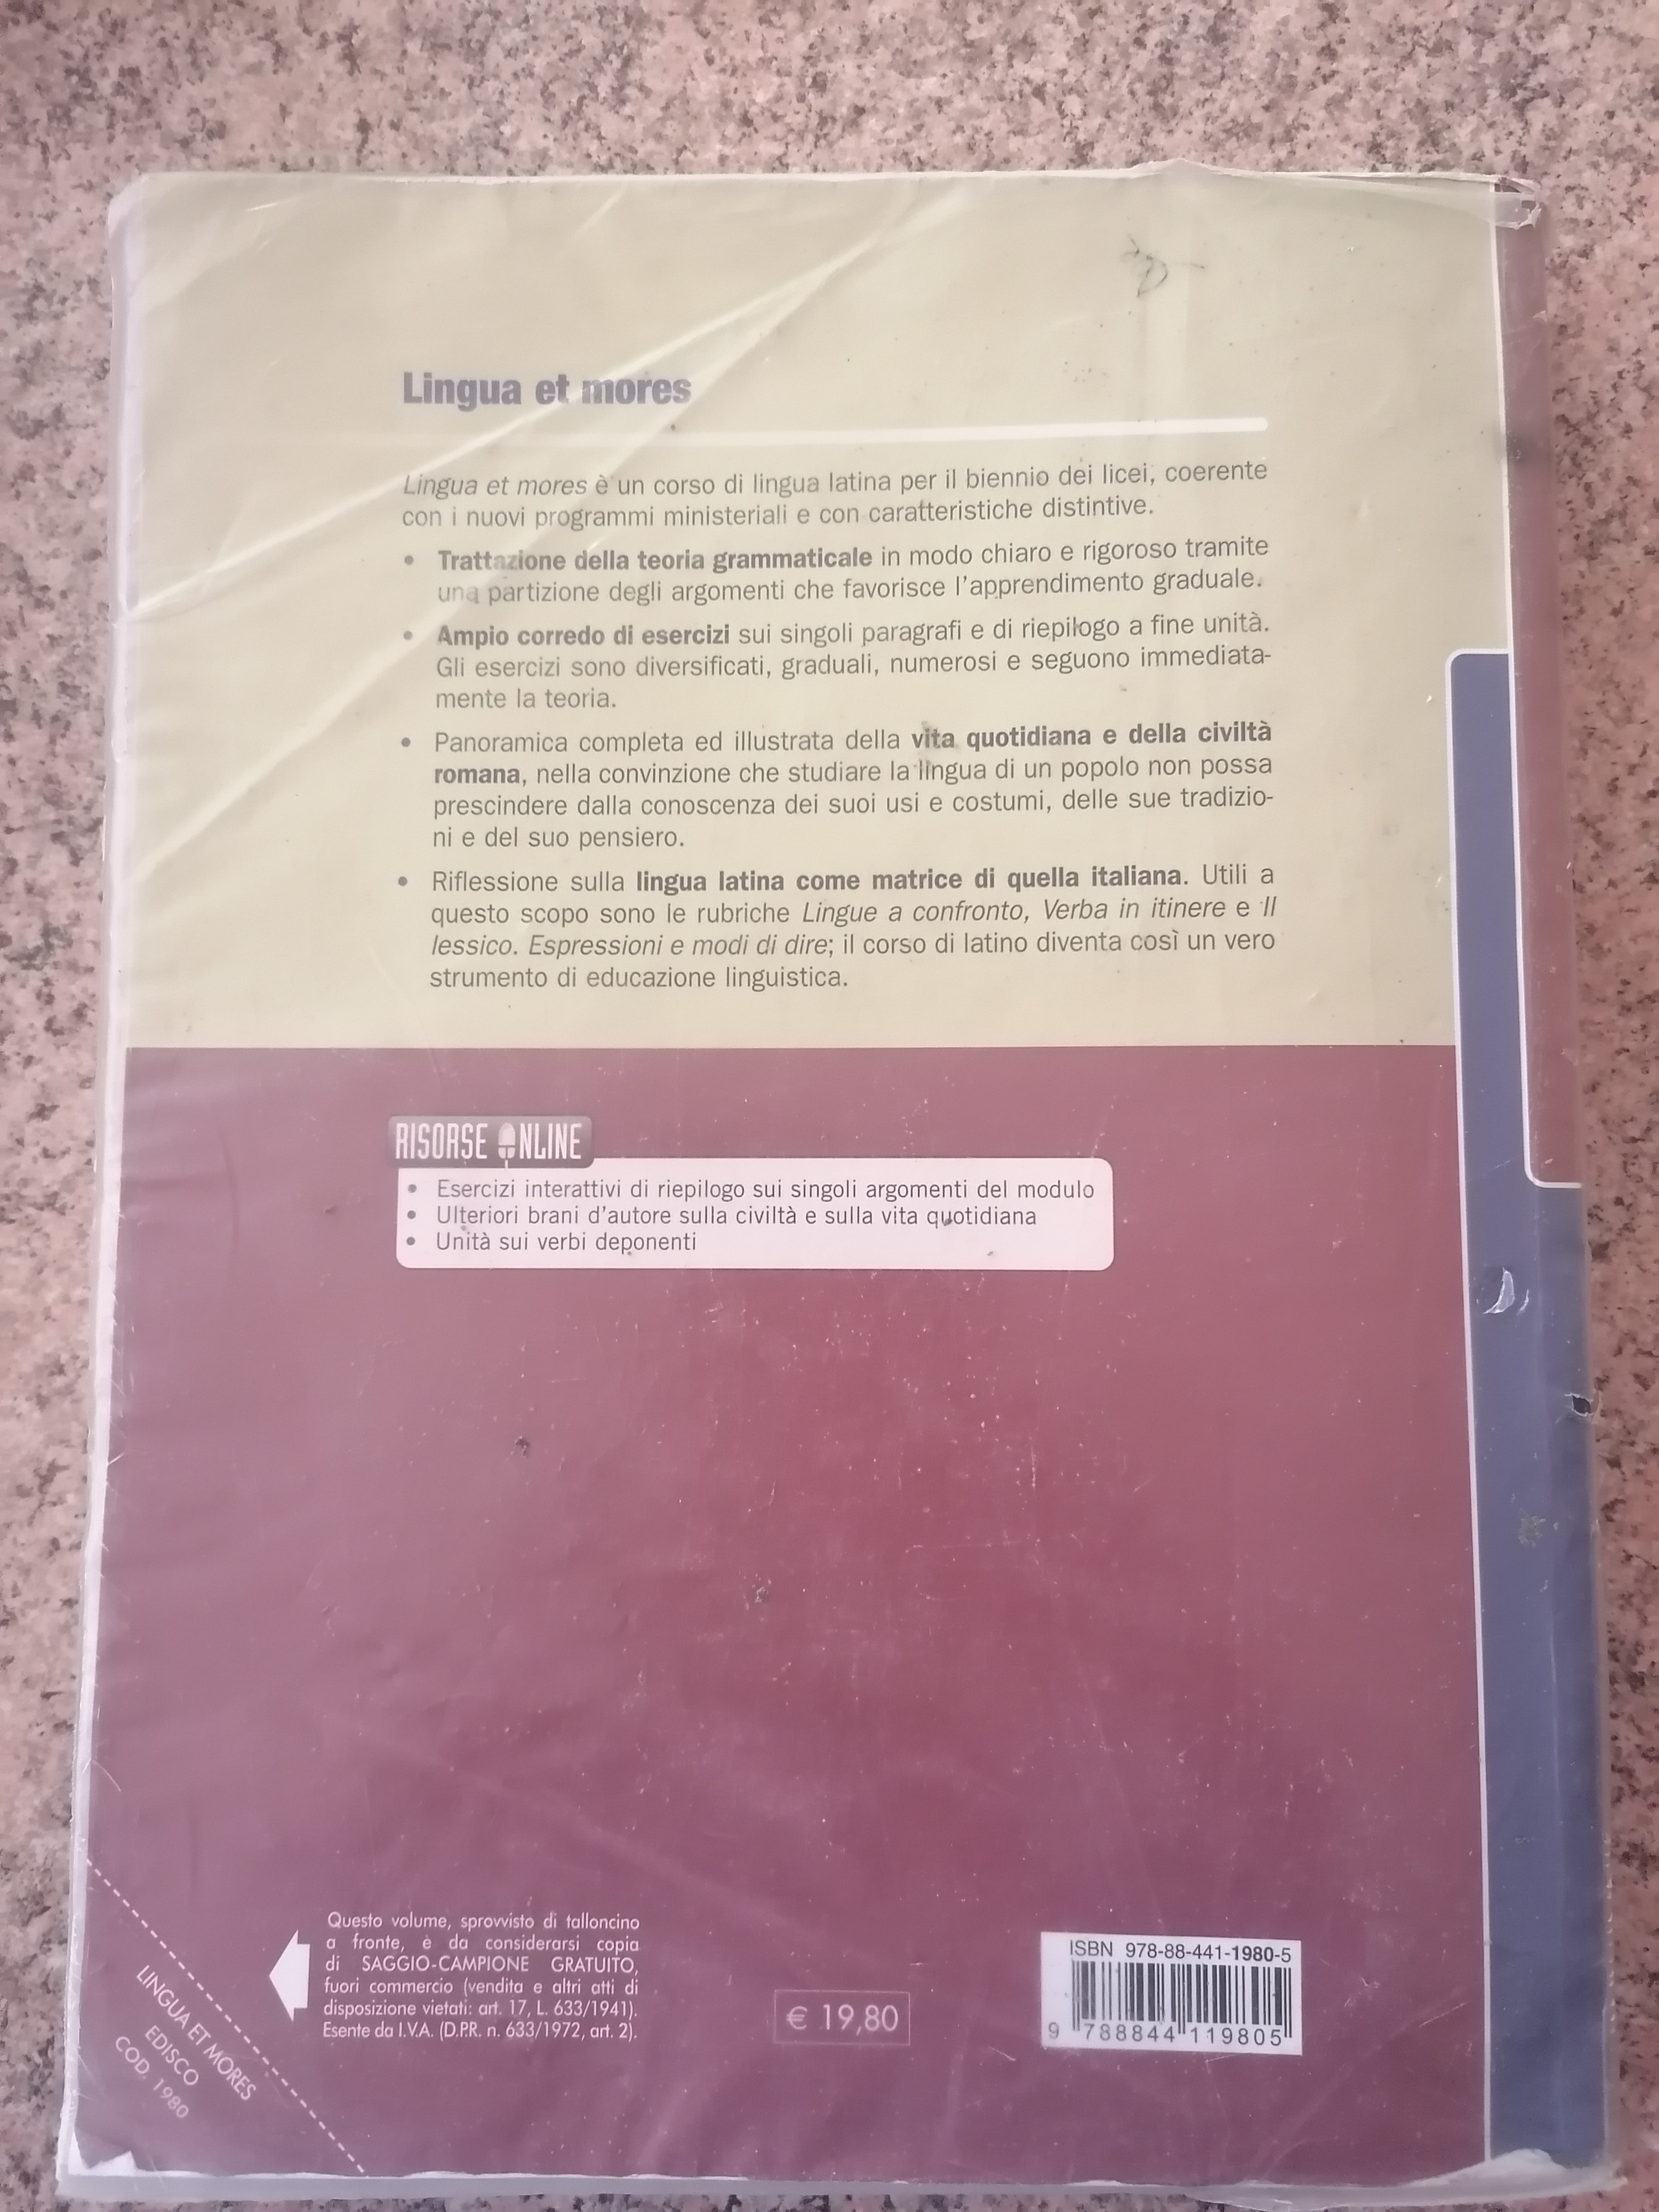 Lingua et mores
Lingua et mores è un corso di lingua latina per il biennio dei licei, coerente
con i nuovi programmi ministeriali e con caratteristiche distintive.
• Trattazione della teoria grammaticale in modo chiaro e rigoroso tramite
una partizione degli argomenti che favorisce l'apprendimento graduale.
• Ampio corredo di esercizi sui singoli paragrafi e di riepilogo a fine unità.
Gli esercizi sono diversificati, graduali, numerosi e seguono immediata-
mente la teoria.
• Panoramica completa ed illustrata della vita quotidiana e della civiltà
romana, nella convinzione che studiare la lingua di un popolo non possa
prescindere dalla conoscenza dei suoi usi e costumi, delle sue tradizio-
ni e del suo pensiero.
• Riflessione sulla lingua latina come matrice di quella italiana. Utili a
questo scopo sono le rubriche Lingue a confronto, Verba in itinere e Il
lessico. Espressioni e modi di dire; il corso di latino diventa così un vero
strumento di educazione linguistica.
RISORSE ONLINE
• Esercizi interattivi di riepilogo sui singoli argomenti del modulo
• Ulteriori brani d'autore sulla civiltà e sulla vita quotidiana
• Unità sui verbi deponenti
Questo volume, sprovvisto di talloncino
a fronte, è da considerarsi copia
di SAGGIO-CAMPIONE GRATUITO,
fuori commercio (vendita e altri atti di
disposizione vietati: art. 17, L. 633/1941).
Esente da I.V.A. (D.P.R. n. 633/1972, art. 2).
LINGUA ET MORES
EDISCO
COD. 1980
€ 19,80
ISBN 978-88-441-1980-5
9 788844 119805